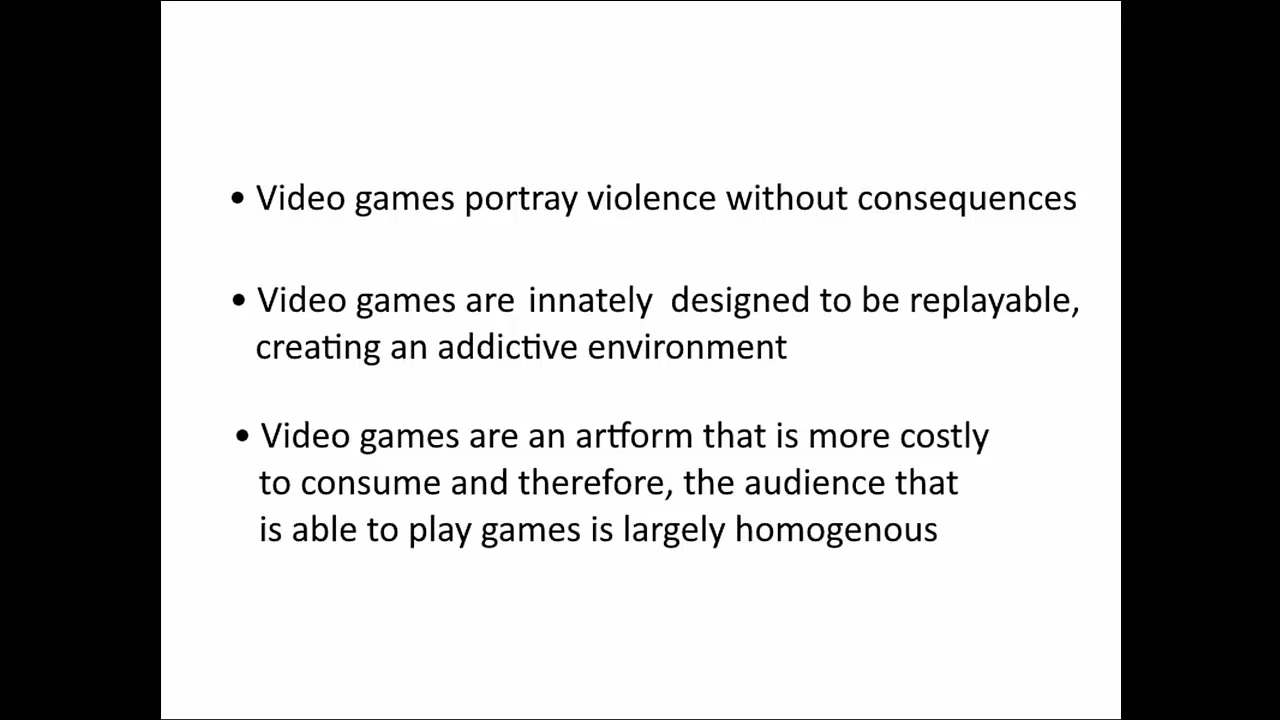 • Video games portray violence without consequences
• Video games are innately designed to be replayable,
creating an addictive environment
• Video games are an artform that is more costly
to consume and therefore, the audience that
is able to play games is largely homogenous